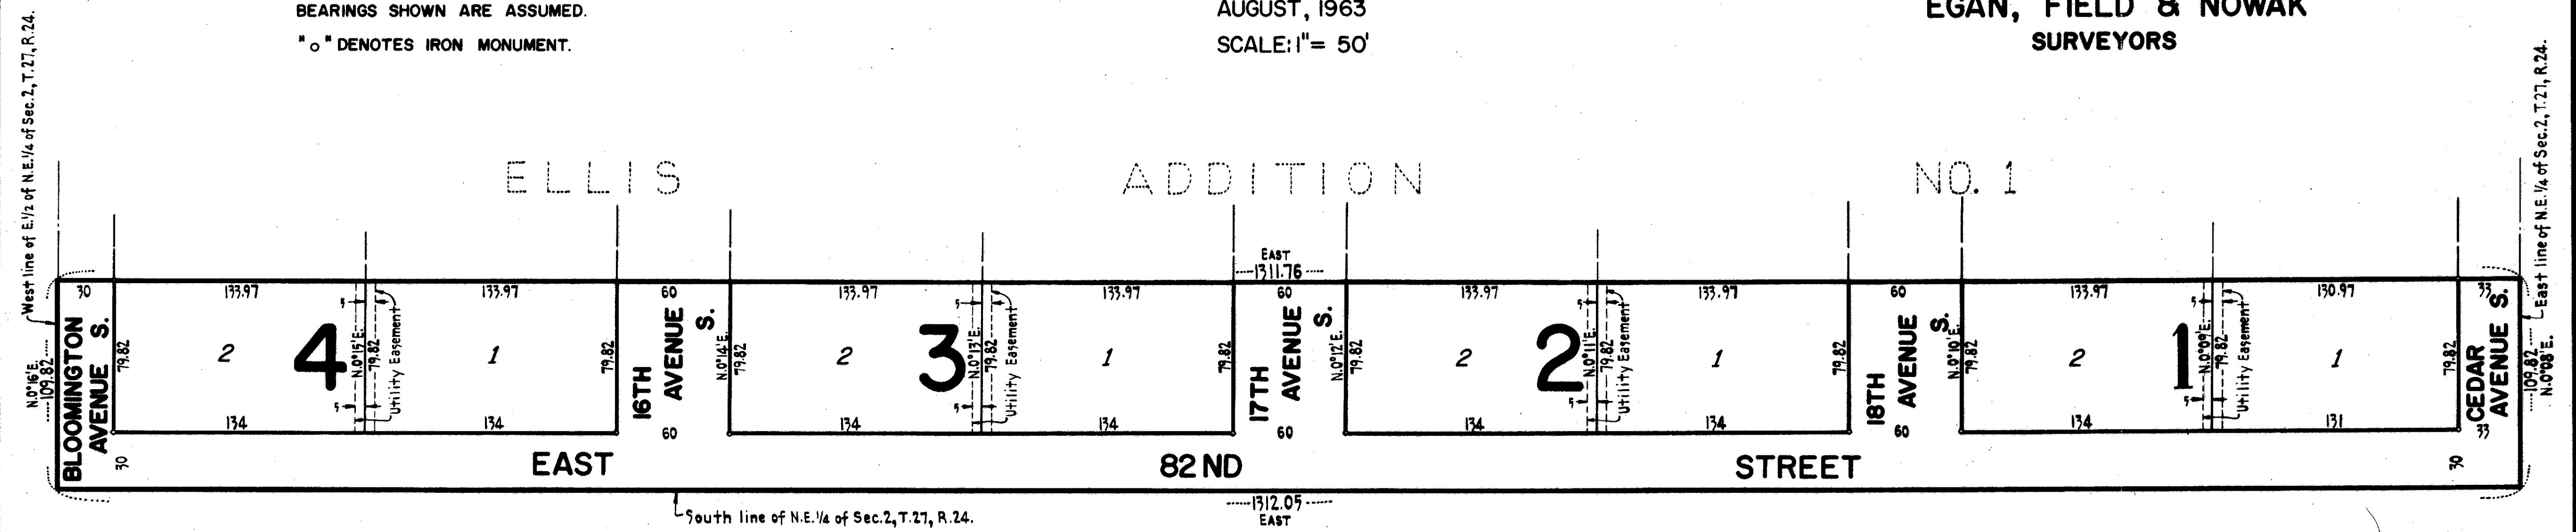 BEARINGS SHOWN ARE ASSUMED.
"o" DENOTES IRON MONUMENT.
AUGUST, 1963
SCALE: 1"= 50'
EGAN, FIELD & NOWAK
SURVEYORS
West line of E.1/2 of N.E.1/4 of Sec.2, T.27, R.24.
East line of N.E.1/4 of Sec.2, T.27, R.24.
ELLIS ADDITION NO. 1
EAST
1311.76
30
133.97
133.97
60
133.97
133.97
60
133.97
133.97
60
133.97
130.97
33
N.0°16'E.
109.82
BLOOMINGTON
AVENUE S.
79.82
2
4
5
5
N.0°15'E.
79.82
Utility Easement
1
79.82
16TH
AVENUE
S.
N.0°14'E.
79.82
2
3
5
5
N.0°13'E.
79.82
Utility Easement
1
79.82
17TH
AVENUE
S.
N.0°12'E.
79.82
2
2
5
5
N.0°11'E.
79.82
Utility Easement
1
79.82
18TH
AVENUE
S.
N.0°10'E.
79.82
2
1
5
5
N.0°09'E.
79.82
Utility Easement
1
79.82
CEDAR
AVENUE S.
109.82
N.0°08'E.
134
134
60
134
134
60
134
134
60
134
131
33
30
EAST 82ND STREET
30
1312.05
EAST
South line of N.E.1/4 of Sec.2, T.27, R.24.